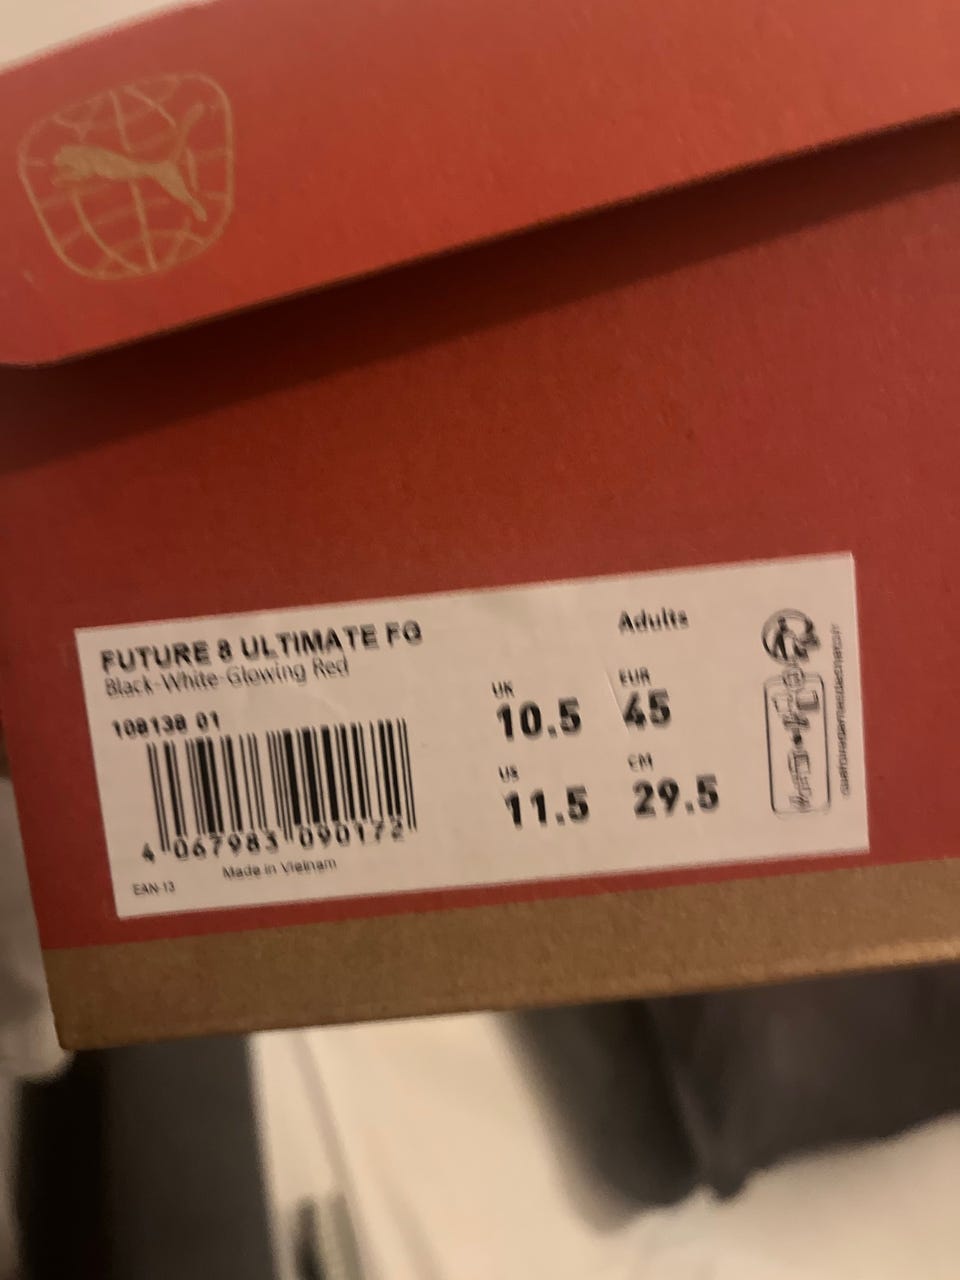 FUTURE 8 ULTIMATE FG
Black-White-Glowing Red
108138 01
4 067983 090172
EAN-13
Made in Vietnam
Adults
UK
10.5
EUR
45
US
11.5
CM
29.5